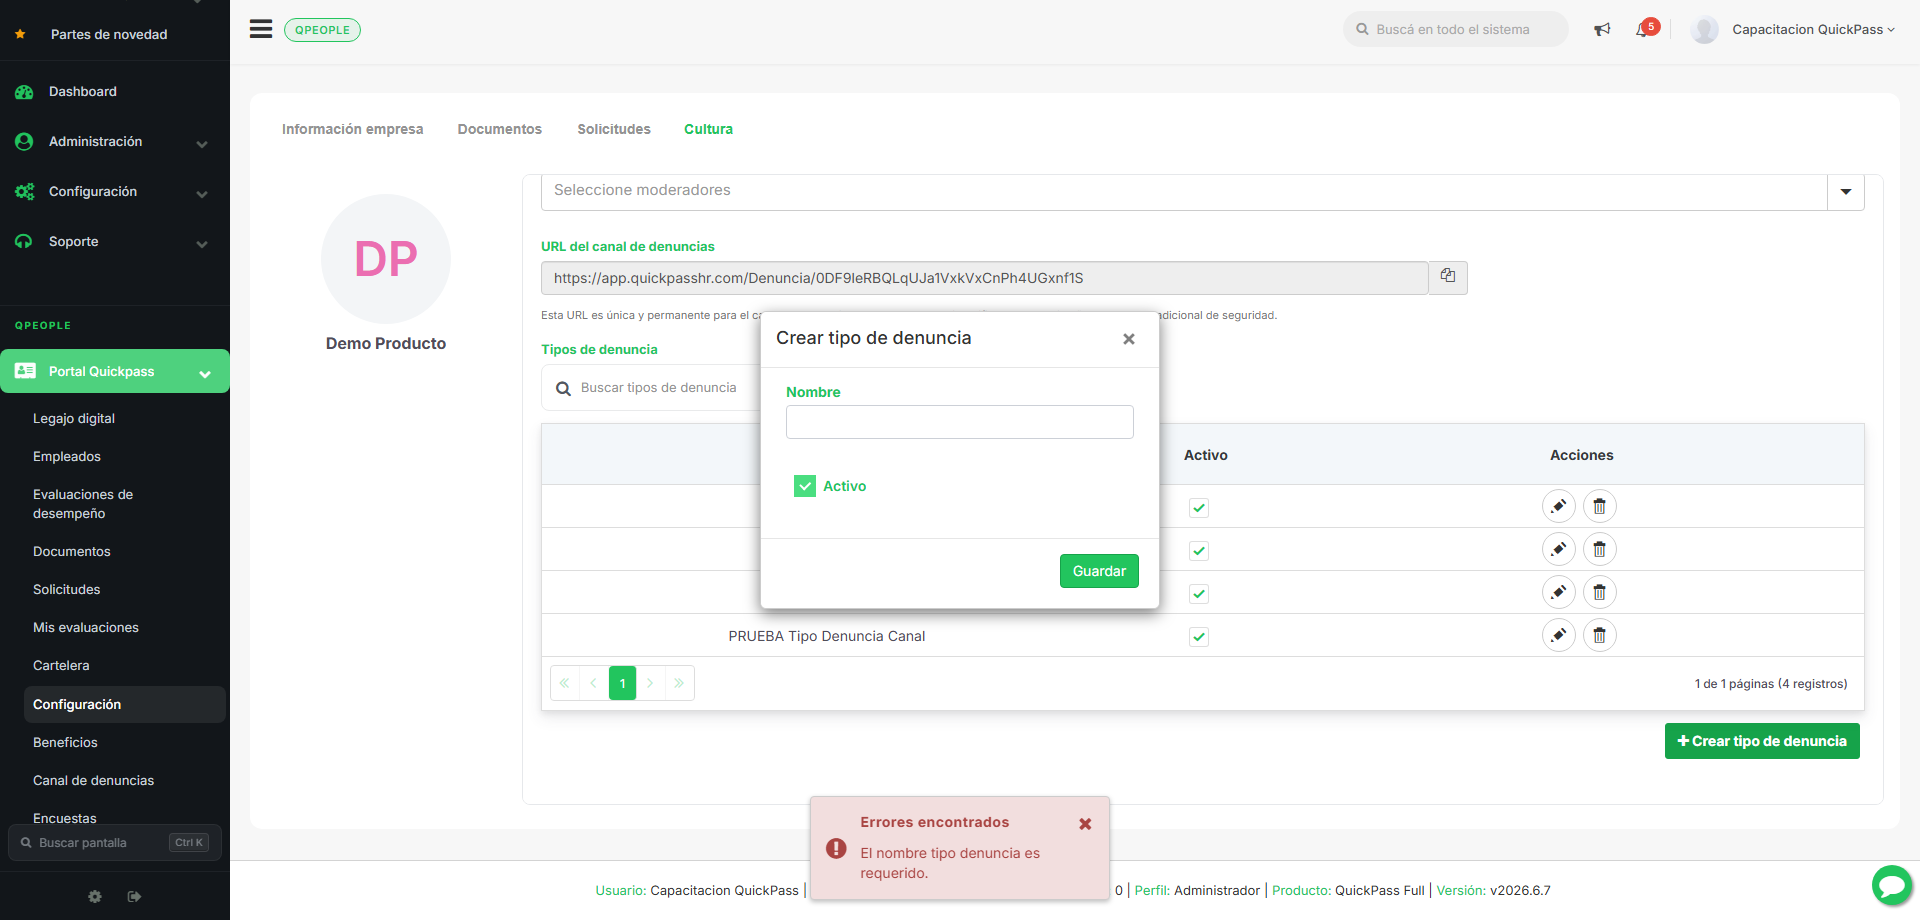 Partes de novedad
QPEOPLE
Buscá en todo el sistema
5
Capacitacion QuickPass
Dashboard
Administración
Configuración
Soporte
QPEOPLE
Portal Quickpass
Legajo digital
Empleados
Evaluaciones de
desempeño
Documentos
Solicitudes
Mis evaluaciones
Cartelera
Configuración
Beneficios
Canal de denuncias
Encuestas
Buscar pantalla
Ctrl K
Información empresa
Documentos
Solicitudes
Cultura
DP
Demo Producto
Seleccione moderadores
URL del canal de denuncias
https://app.quickpasshr.com/Denuncia/0DF9IeRBQLqUJa1VxkVxCnPh4UGxnf1S
Esta URL es única y permanente para el
dicional de seguridad.
Tipos de denuncia
Buscar tipos de denuncia
Activo
Acciones
PRUEBA Tipo Denuncia Canal
«
‹
1
›
»
1 de 1 páginas (4 registros)
Crear tipo de denuncia
Crear tipo de denuncia
Nombre
Activo
Guardar
Errores encontrados
El nombre tipo denuncia es
requerido.
Usuario: Capacitacion QuickPass |
0 | Perfil: Administrador | Producto: QuickPass Full | Versión: v2026.6.7